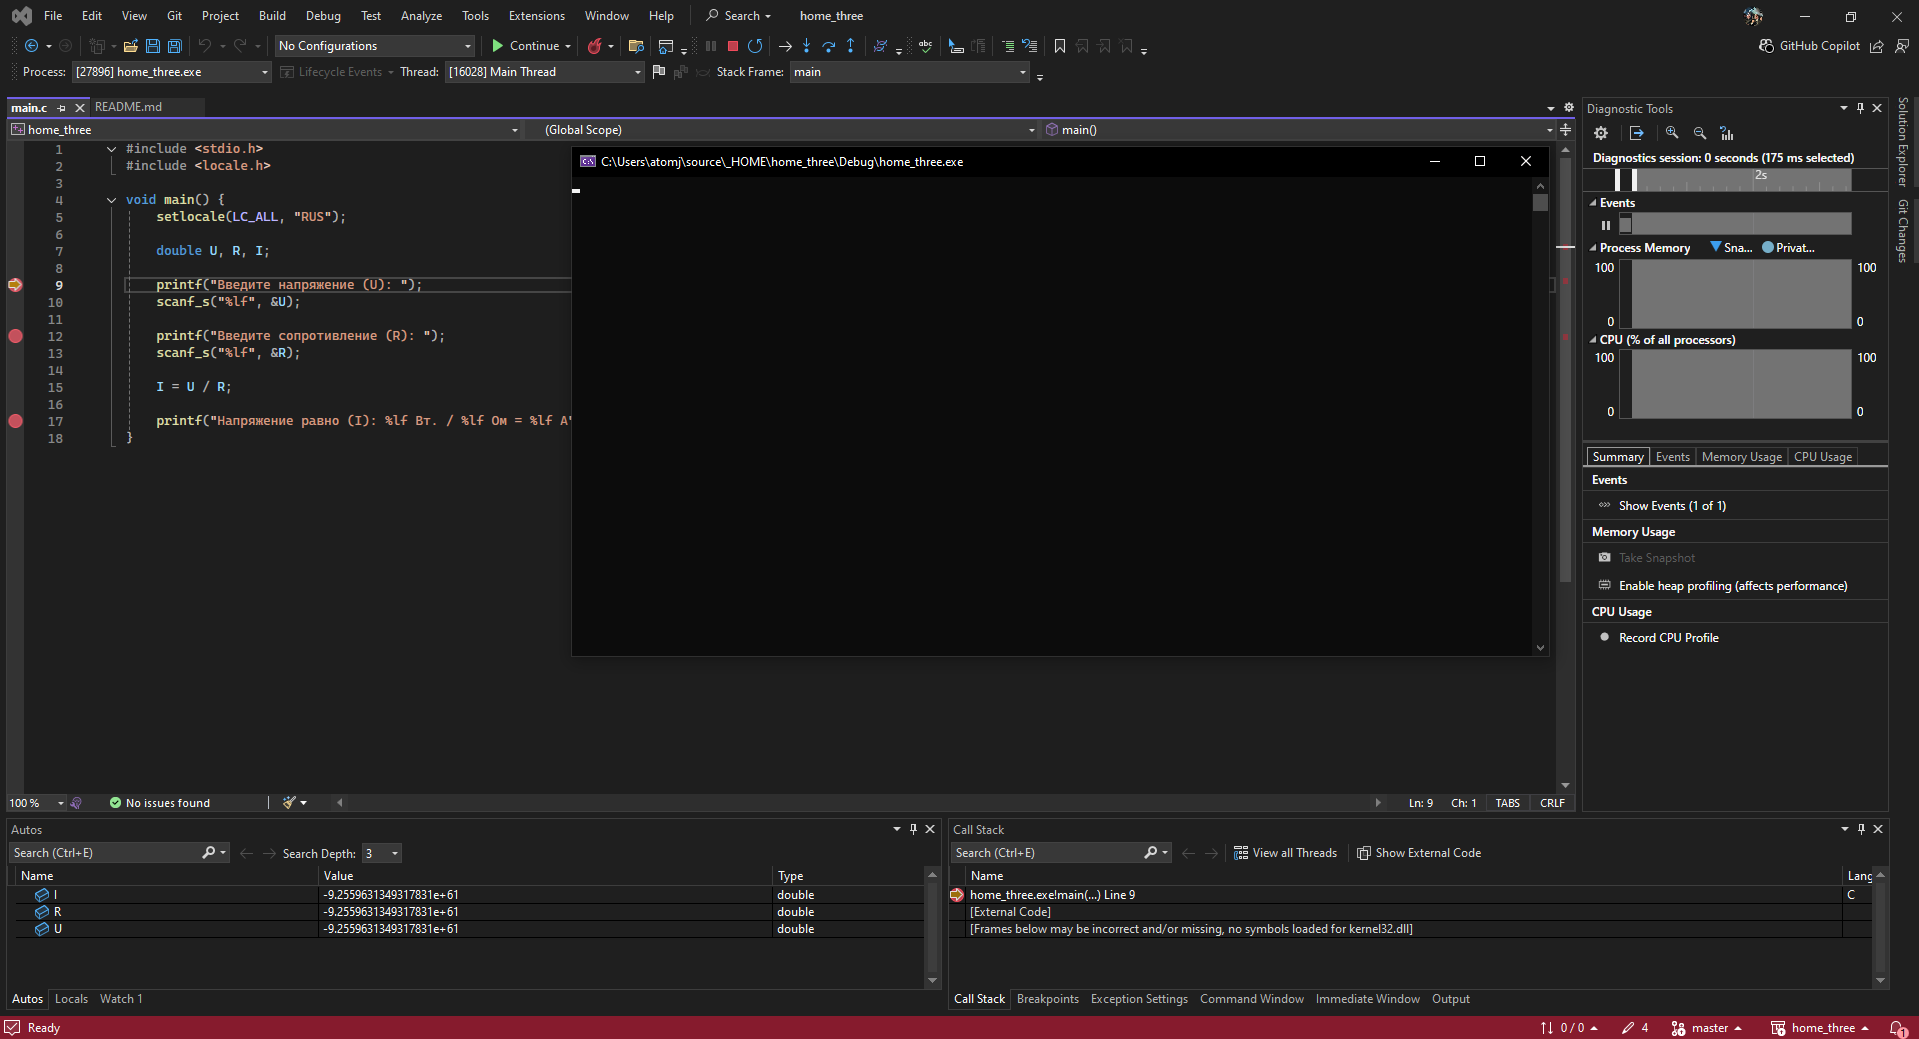 File Edit View Git Project Build Debug Test Analyze Tools Extensions Window Help Search home_three
No Configurations Continue GitHub Copilot
Process: [27896] home_three.exe Lifecycle Events Thread: [16028] Main Thread Stack Frame: main
main.c README.md
home_three (Global Scope) main()
1 #include <stdio.h>
2 #include <locale.h>
3
4 void main() {
5 setlocale(LC_ALL, "RUS");
6
7 double U, R, I;
8
9 printf("Введите напряжение (U): ");
10 scanf_s("%lf", &U);
11
12 printf("Введите сопротивление (R): ");
13 scanf_s("%lf", &R);
14
15 I = U / R;
16
17 printf("Напряжение равно (I): %lf Вт. / %lf Ом = %lf А"
18 }
C:\Users\atomj\source\_HOME\home_three\Debug\home_three.exe
100 % No issues found Ln: 9 Ch: 1 TABS CRLF
Diagnostic Tools
Diagnostics session: 0 seconds (175 ms selected)
2s
Events
Process Memory Sna... Privat...
100 100
0 0
CPU (% of all processors)
100 100
0 0
Summary Events Memory Usage CPU Usage
Events
Show Events (1 of 1)
Memory Usage
Take Snapshot
Enable heap profiling (affects performance)
CPU Usage
Record CPU Profile
Solution Explorer
Git Changes
Autos
Search (Ctrl+E) Search Depth: 3
Name Value Type
I -9.2559631349317831e+61 double
R -9.2559631349317831e+61 double
U -9.2559631349317831e+61 double
Autos Locals Watch 1
Call Stack
Search (Ctrl+E) View all Threads Show External Code
Name Lang
home_three.exe!main(...) Line 9 C
[External Code]
[Frames below may be incorrect and/or missing, no symbols loaded for kernel32.dll]
Call Stack Breakpoints Exception Settings Command Window Immediate Window Output
Ready 0 / 0 4 master home_three 1